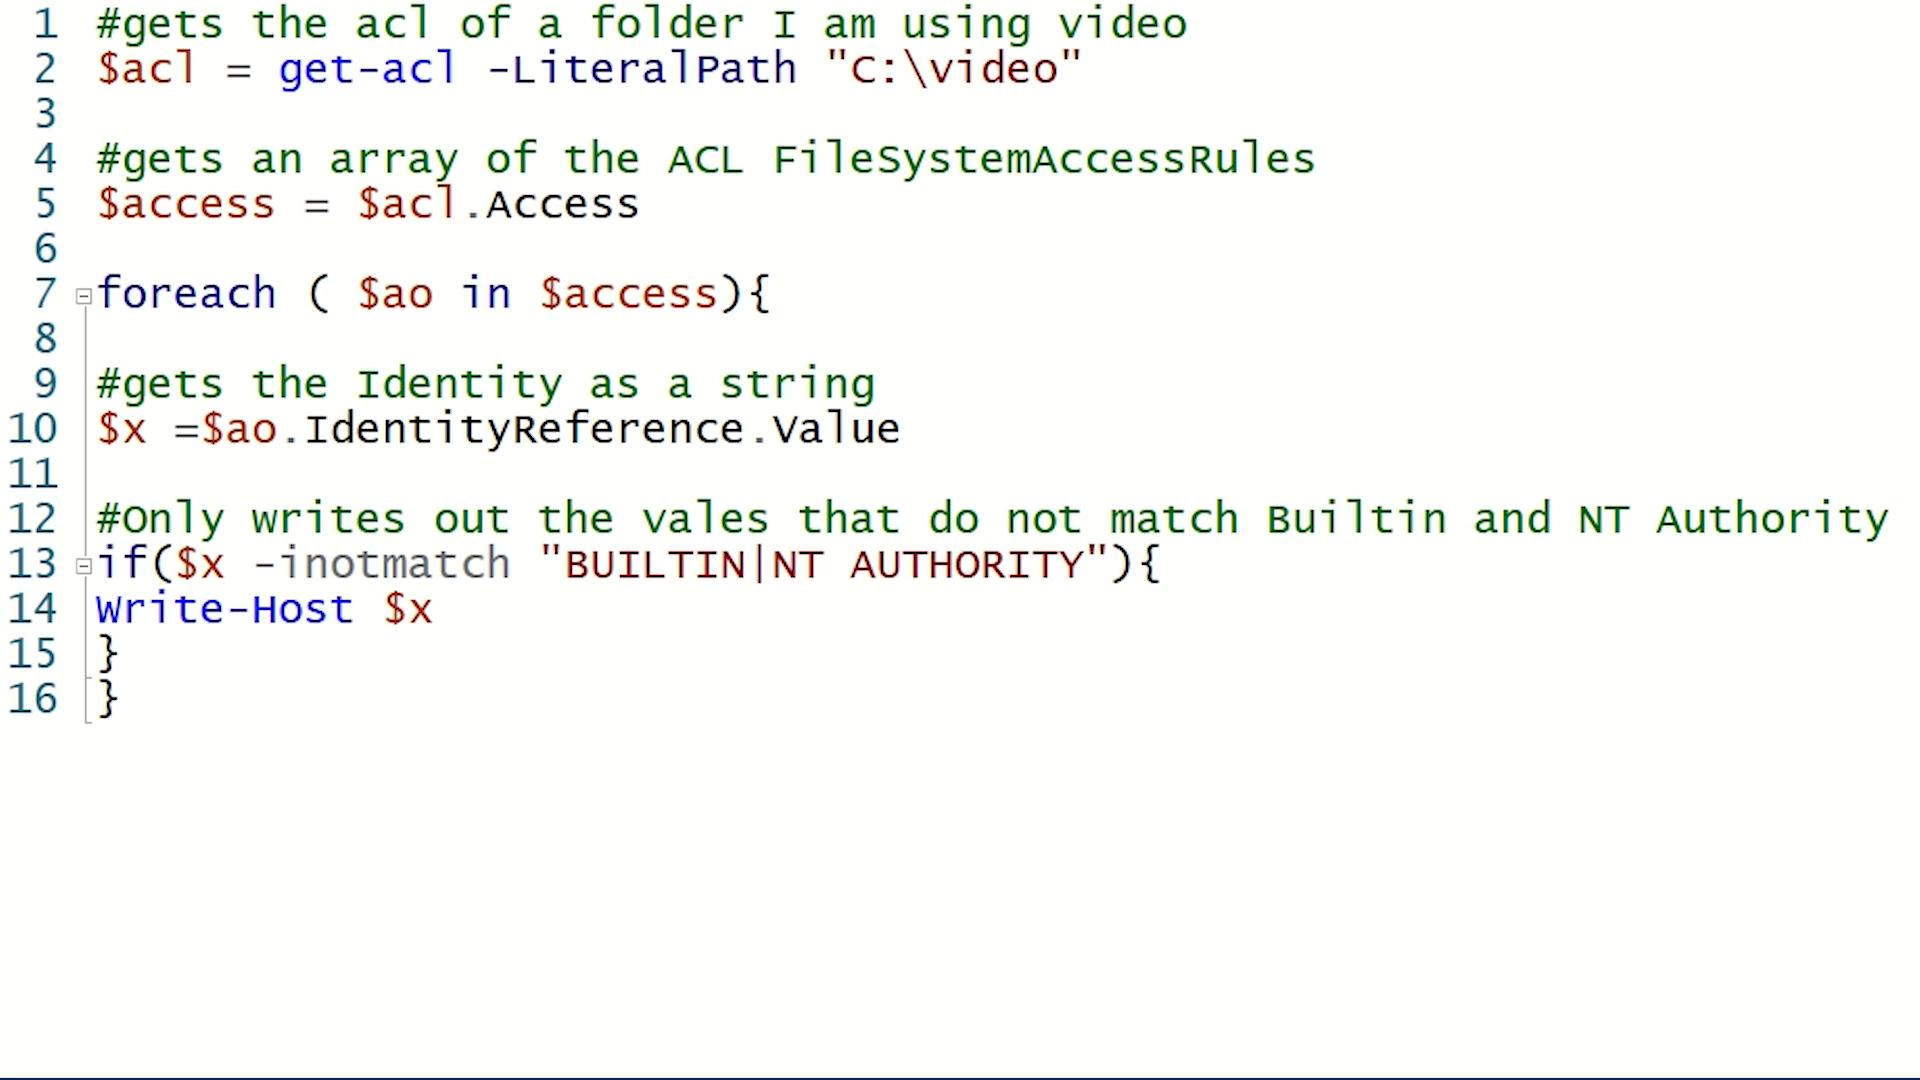 1 #gets the acl of a folder I am using video
2 $acl = get-acl -LiteralPath "C:\video"
3
4 #gets an array of the ACL FileSystemAccessRules
5 $access = $acl.Access
6
7 foreach ( $ao in $access){
8
9 #gets the Identity as a string
10 $x =$ao.IdentityReference.Value
11
12 #Only writes out the vales that do not match Builtin and NT Authority
13 if($x -inotmatch "BUILTIN|NT AUTHORITY"){
14 Write-Host $x
15 }
16 }